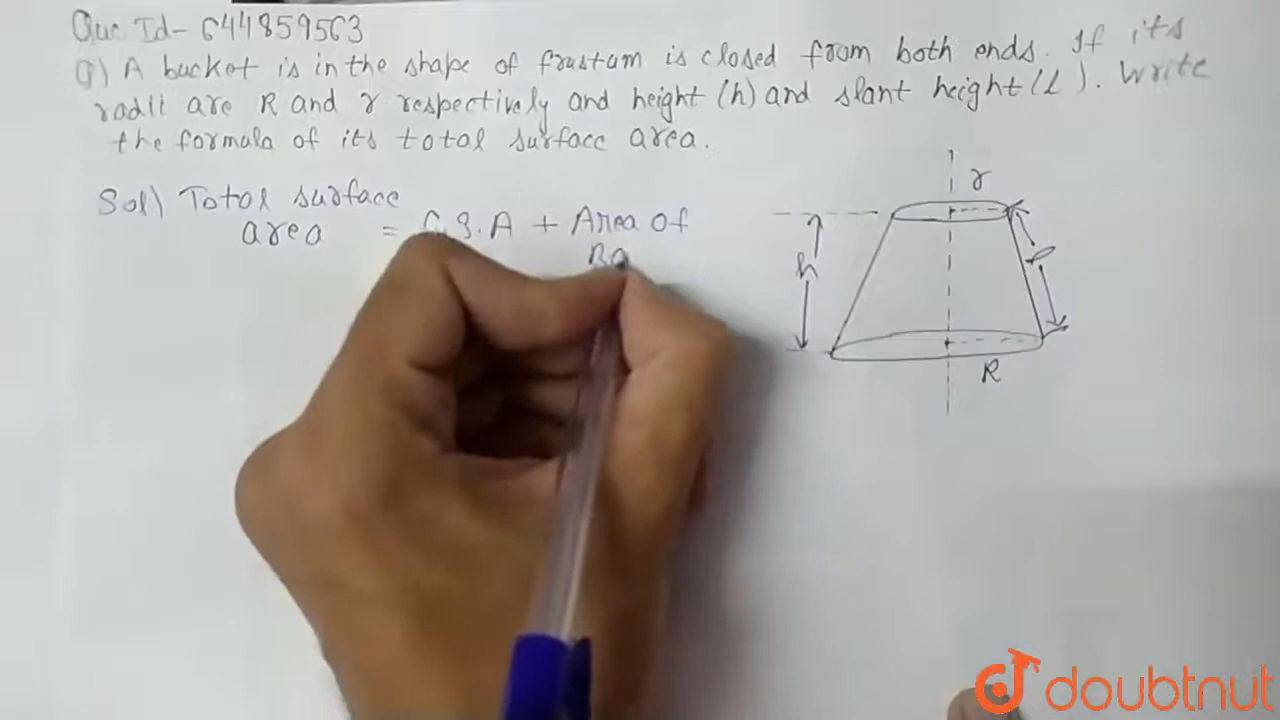 Que Id- 644859563
Q) A bucket is in the shape of frustum is closed from both ends. If its
radii are R and r respectively and height (h) and slant height (l). Write
the formula of its total surface area.
Sol) Total surface
area = C.S.A + Area of
Ba
r
h
l
R
doubtnut